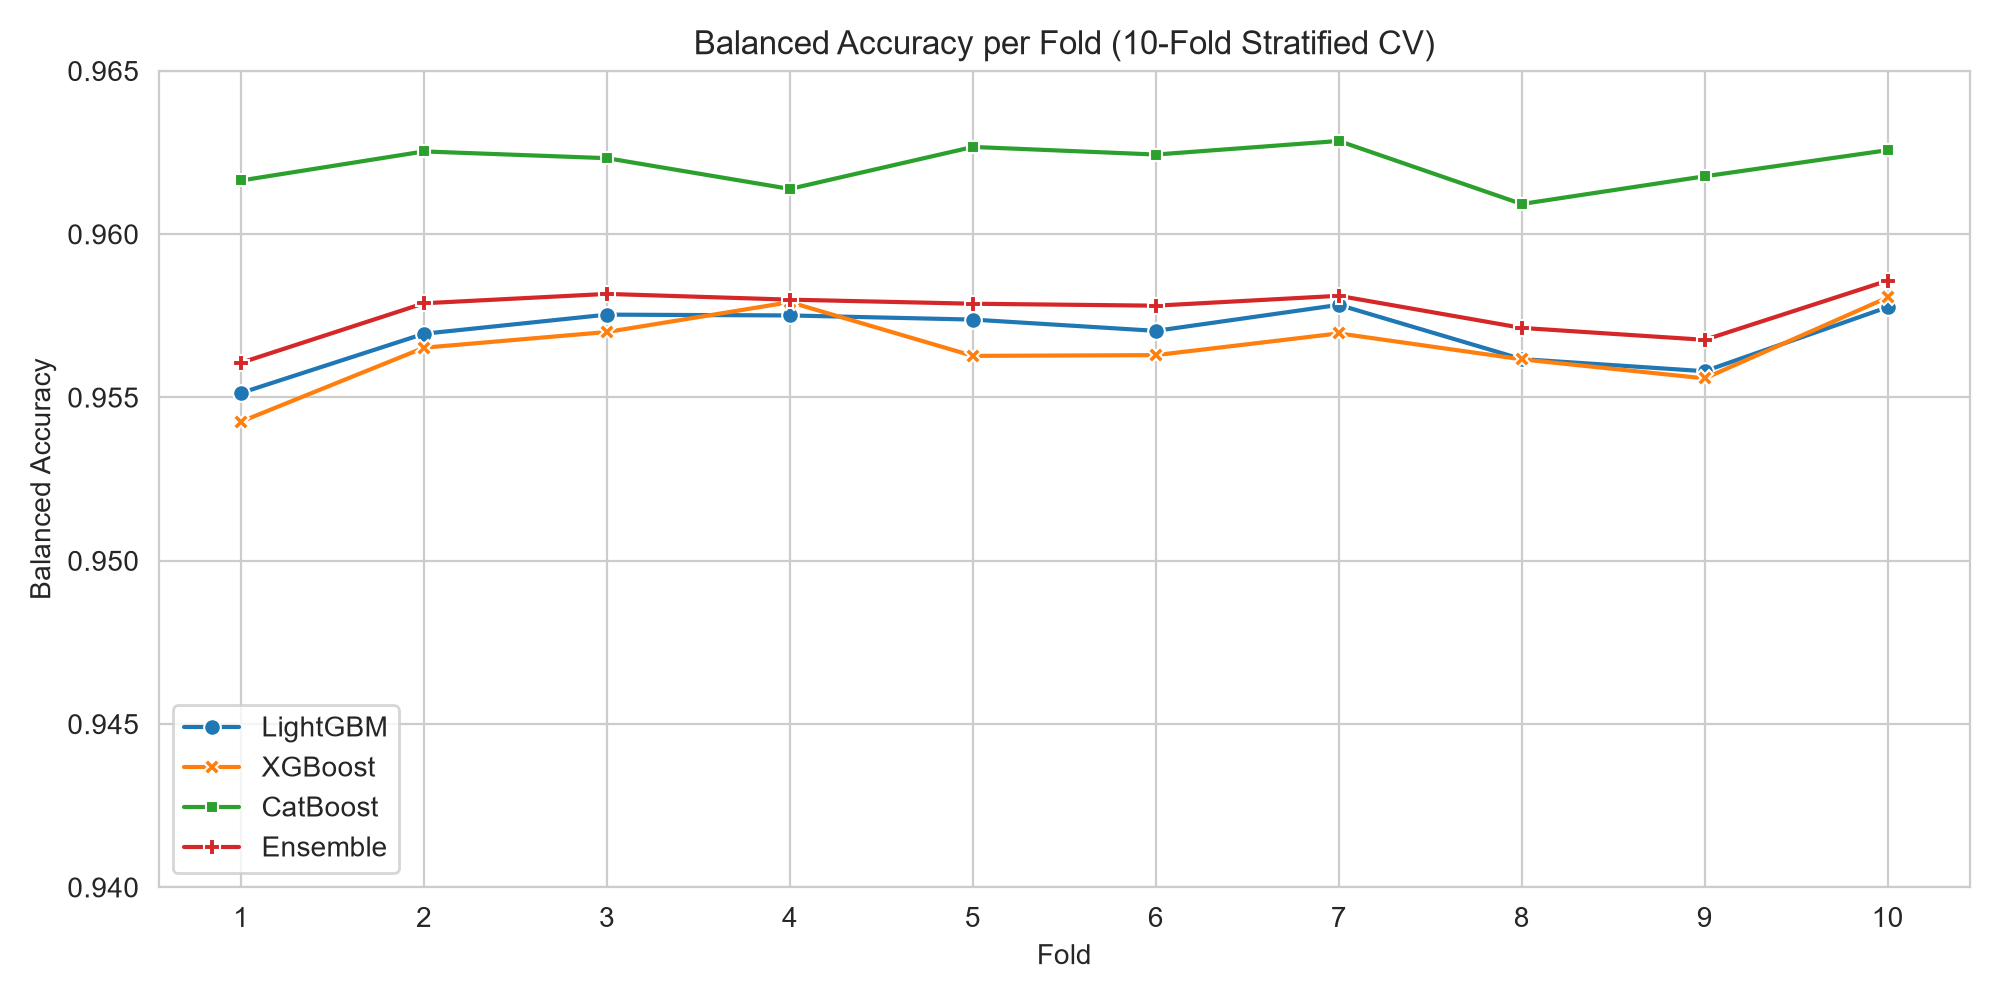 Balanced Accuracy per Fold (10-Fold Stratified CV)
Balanced Accuracy
0.965
0.960
0.955
0.950
0.945
0.940
LightGBM
XGBoost
CatBoost
Ensemble
1 2 3 4 5 6 7 8 9 10
Fold